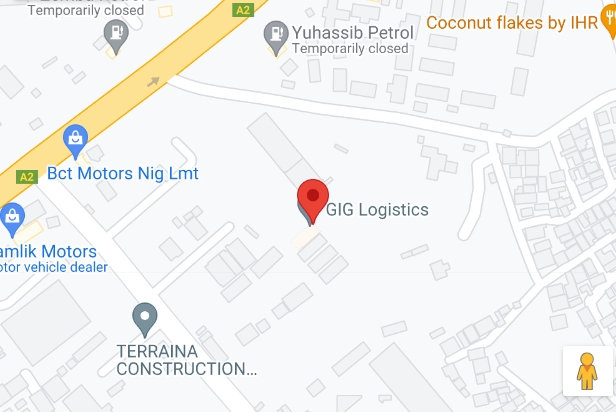 Temporarily closed
A2
Yuhassib Petrol
Temporarily closed
Coconut flakes by IHR
Bct Motors Nig Lmt
A2
GIG Logistics
amlik Motors
otor vehicle dealer
TERRAINA
CONSTRUCTION...